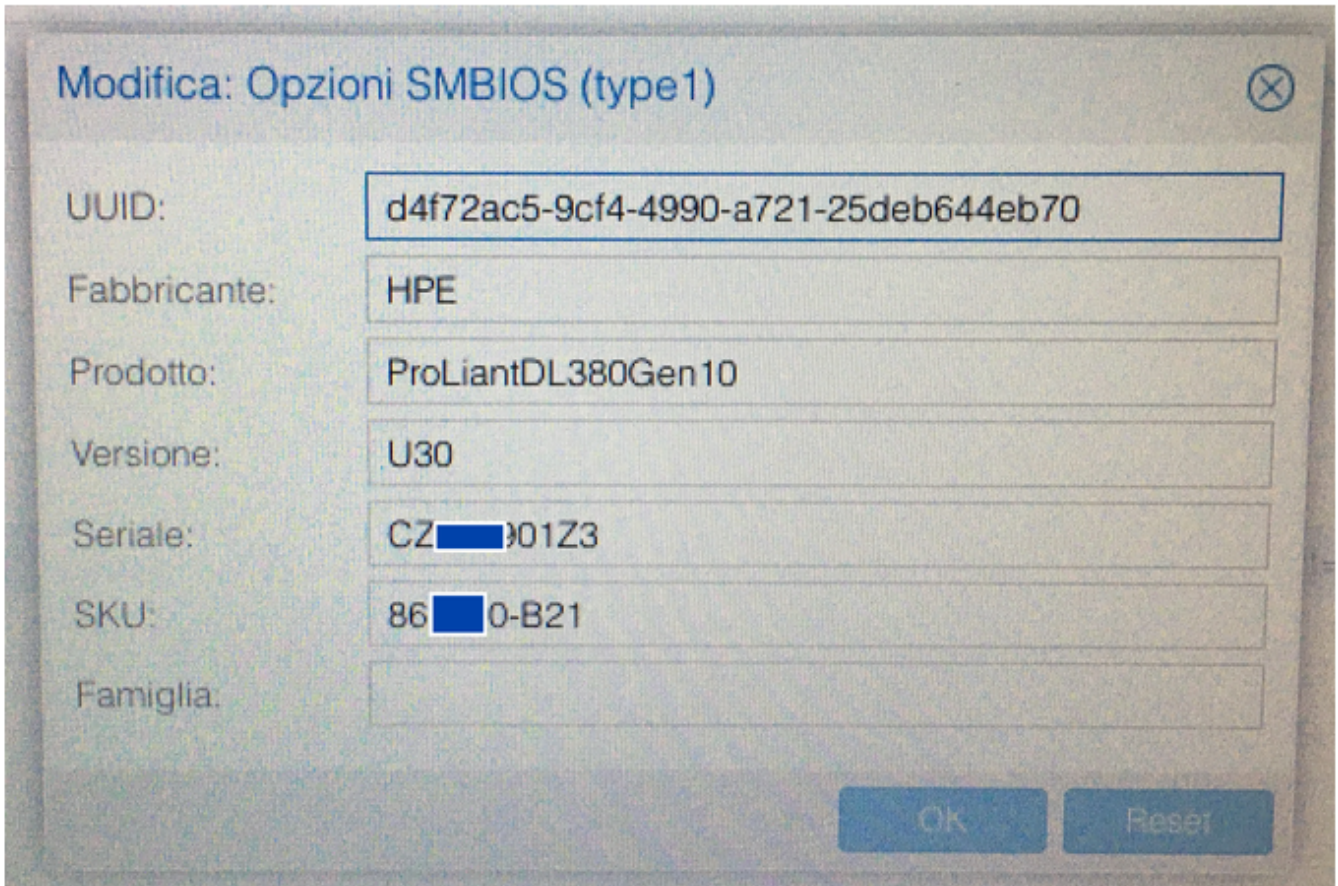 Modifica: Opzioni SMBIOS (type1)
UUID: d4f72ac5-9cf4-4990-a721-25deb644eb70
Fabbricante: HPE
Prodotto: ProLiantDL380Gen10
Versione: U30
Seriale: CZ 901Z3
SKU: 86 0-B21
Famiglia:
OK Reset